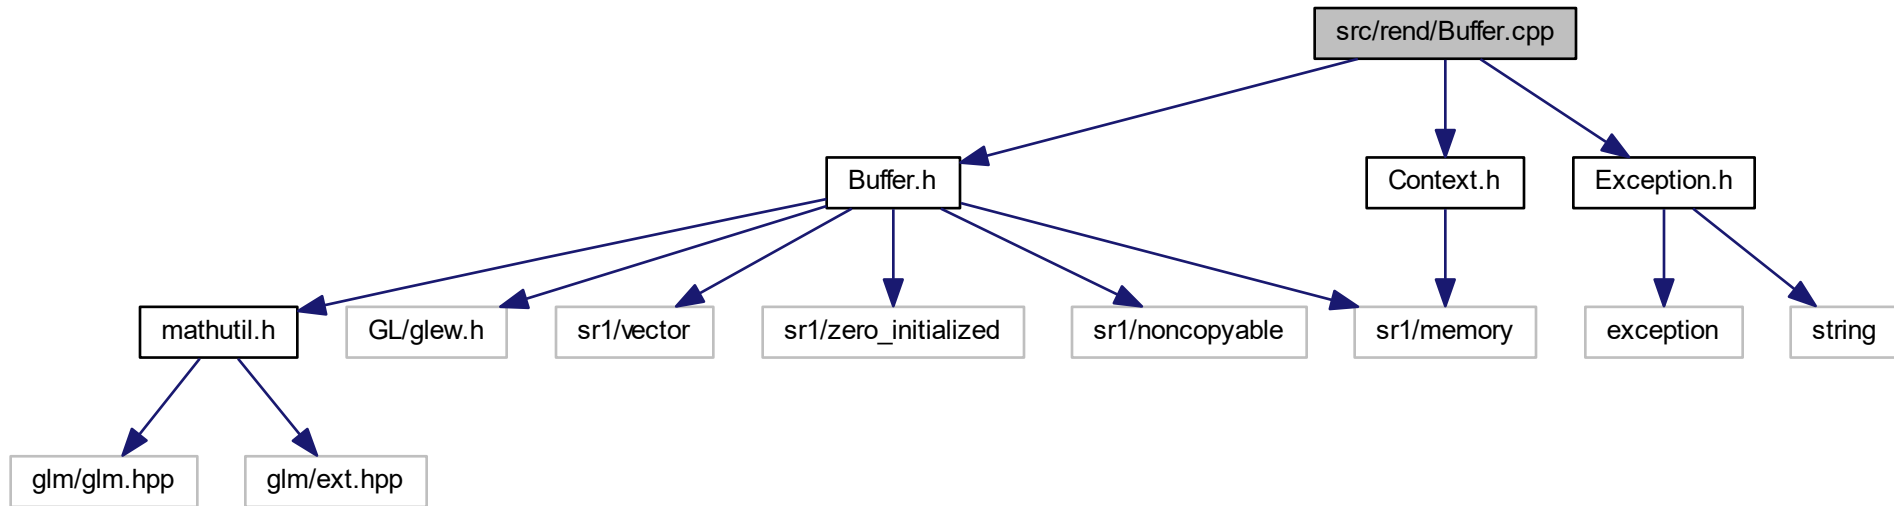 src/rend/Buffer.cpp
Buffer.h
Context.h
Exception.h
mathutil.h
GL/glew.h
sr1/vector
sr1/zero_initialized
sr1/noncopyable
sr1/memory
exception
string
glm/glm.hpp
glm/ext.hpp